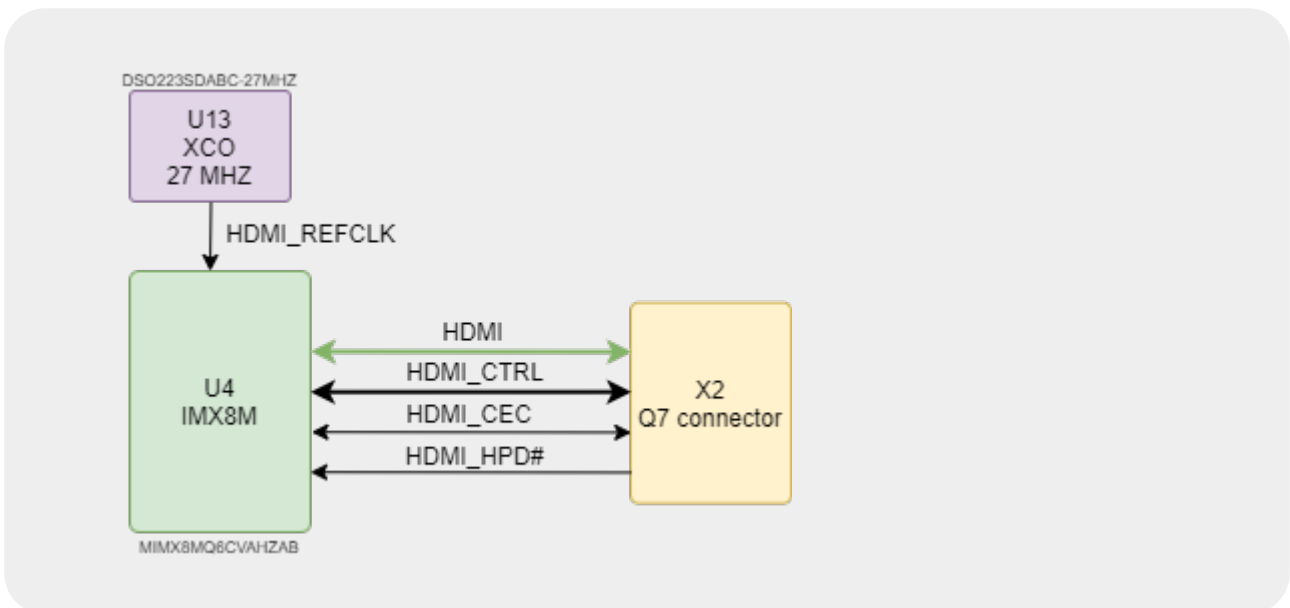 DSO223SDABC-27MHZ
U13
XCO
27 MHZ
HDMI_REFCLK
HDMI
HDMI_CTRL
HDMI_CEC
HDMI_HPD#
U4
IMX8M
X2
Q7 connector
MIMX8MQ6CVAHZAB